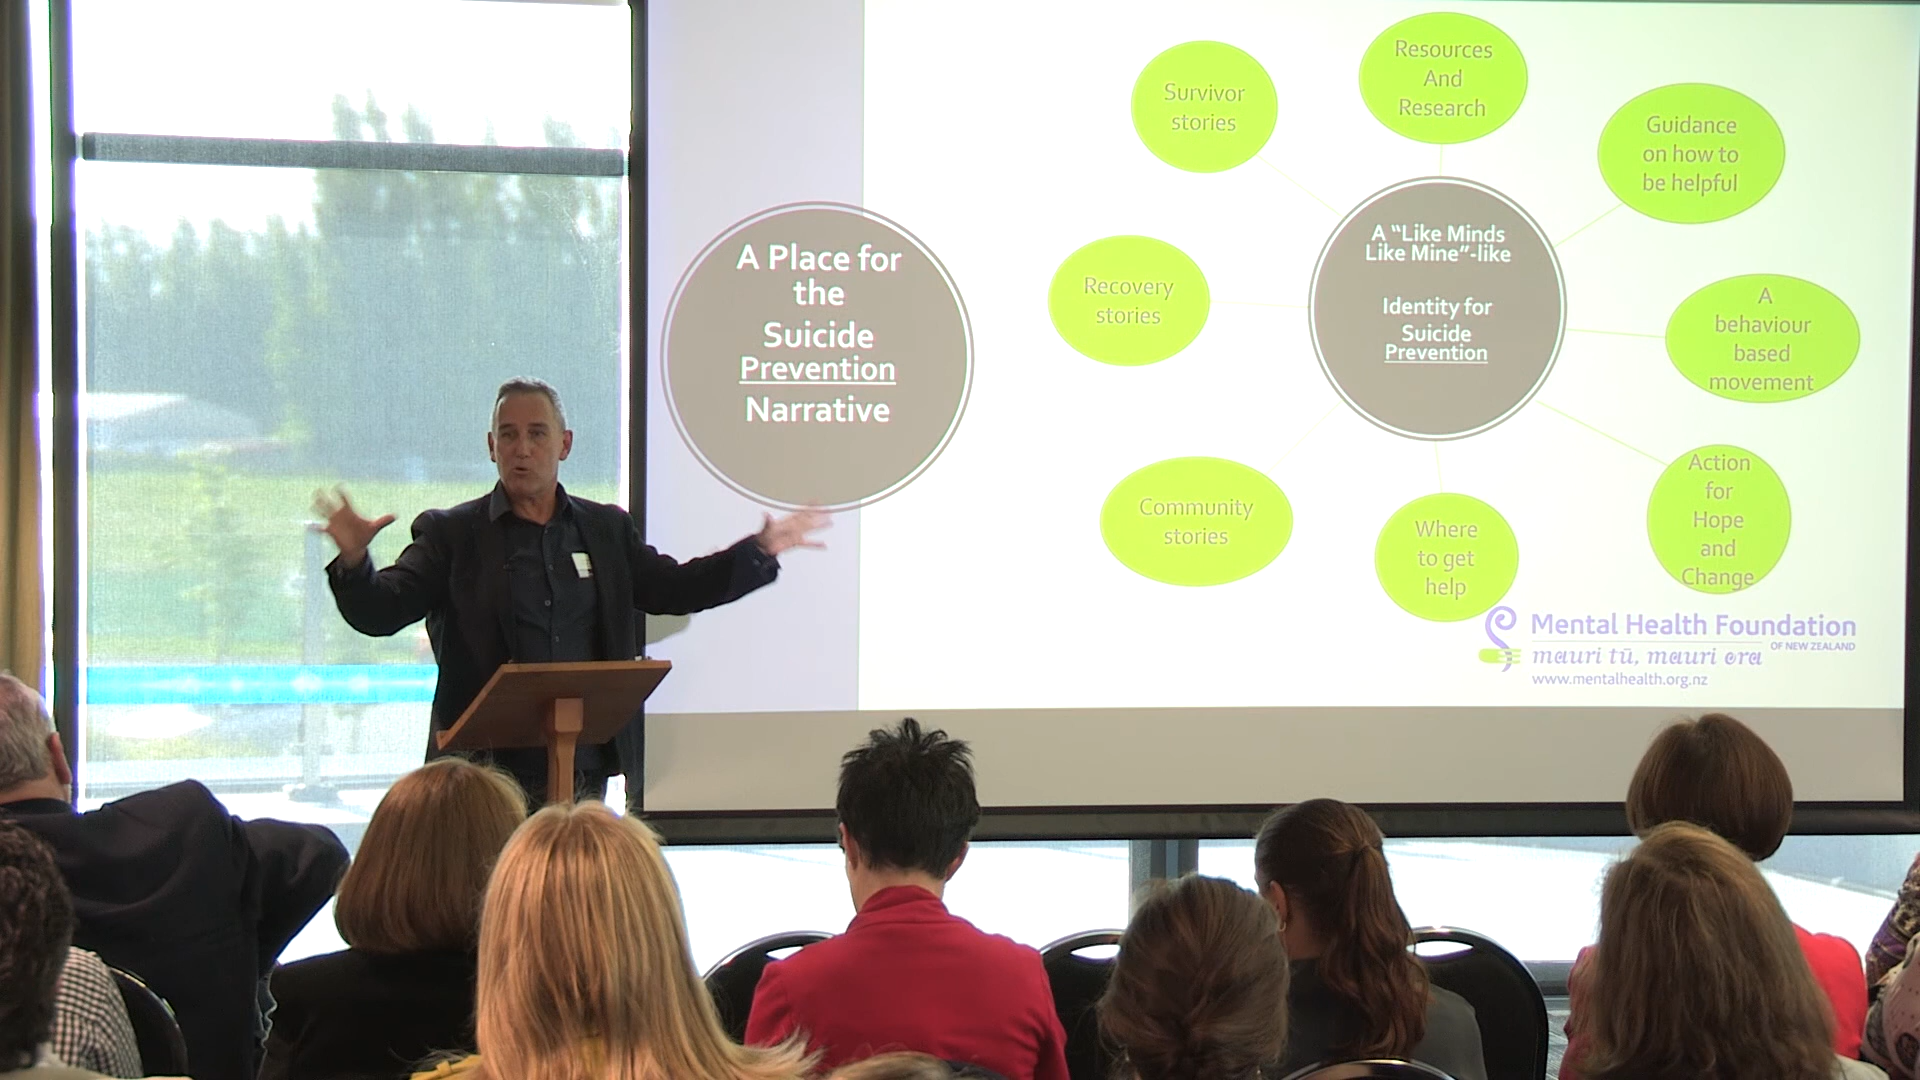 A Place for
the
Suicide
Prevention
Narrative
Survivor
stories
Resources
And
Research
Guidance
on how to
be helpful
A "Like Minds
Like Mine"-like
Identity for
Suicide
Prevention
Recovery
stories
A
behaviour
based
movement
Community
stories
Where
to get
help
Action
for
Hope
and
Change
Mental Health Foundation
OF NEW ZEALAND
mauri tū, mauri ora
www.mentalhealth.org.nz